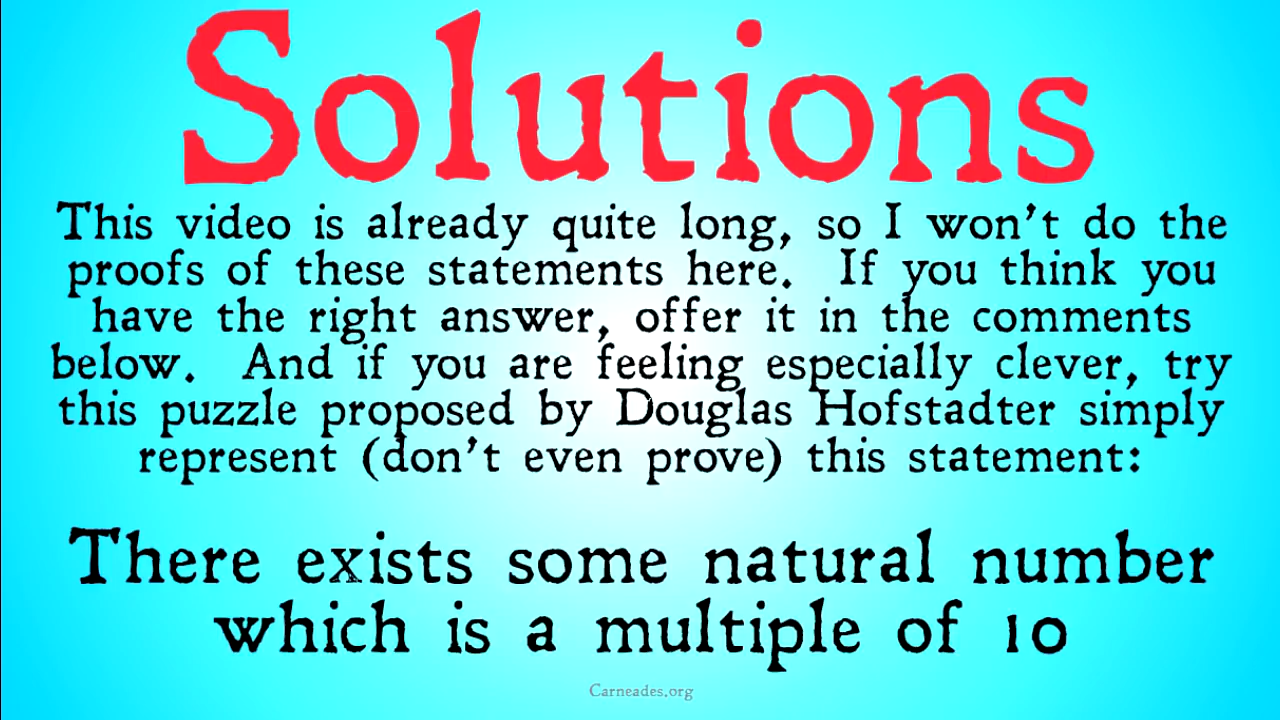 Solutions
This video is already quite long, so I won't do the
proofs of these statements here.  If you think you
have the right answer, offer it in the comments
below.  And if you are feeling especially clever, try
this puzzle proposed by Douglas Hofstadter simply
represent (don't even prove) this statement:
There exists some natural number
which is a multiple of 10
Carneades.org